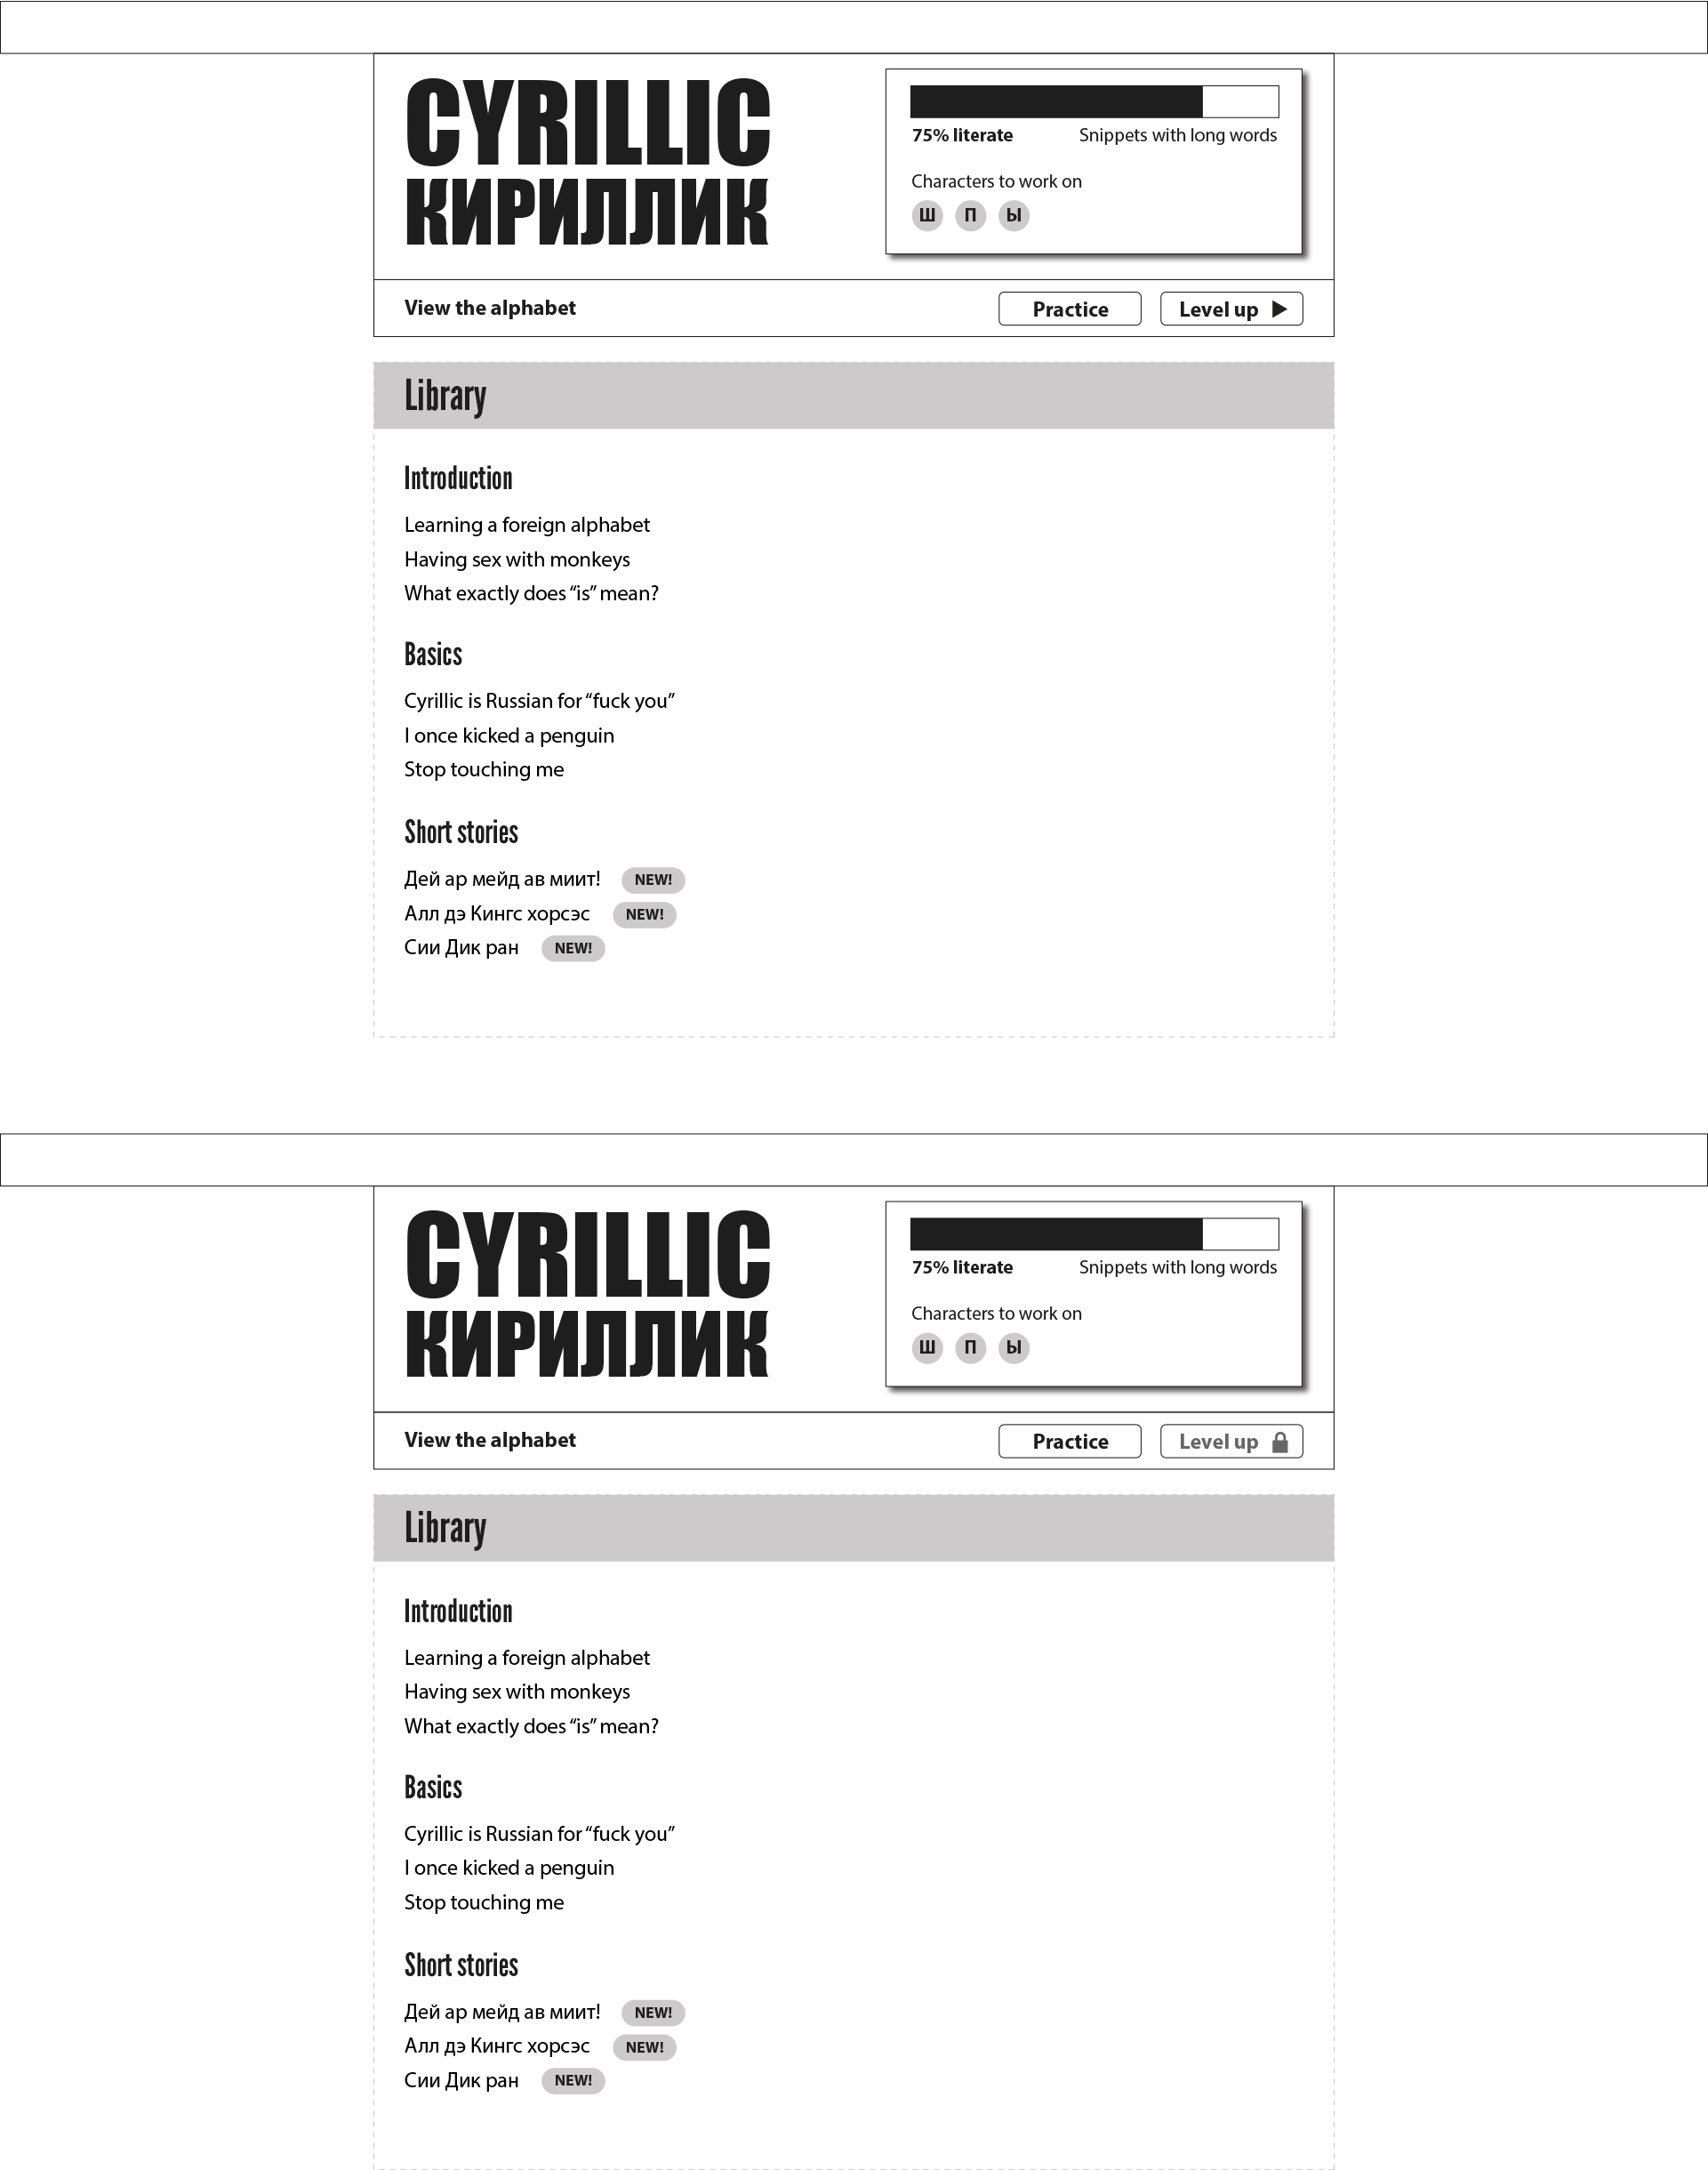 CYRILLIC
КИРИЛЛИК
75% literate Snippets with long words
Characters to work on
Ш П Ы
View the alphabet Practice Level up
Library
Introduction
Learning a foreign alphabet
Having sex with monkeys
What exactly does “is” mean?
Basics
Cyrillic is Russian for “fuck you”
I once kicked a penguin
Stop touching me
Short stories
Дей ар мейд ав миит! NEW!
Алл дэ Кингс хорсэс NEW!
Сии Дик ран NEW!
CYRILLIC
КИРИЛЛИК
75% literate Snippets with long words
Characters to work on
Ш П Ы
View the alphabet Practice Level up
Library
Introduction
Learning a foreign alphabet
Having sex with monkeys
What exactly does “is” mean?
Basics
Cyrillic is Russian for “fuck you”
I once kicked a penguin
Stop touching me
Short stories
Дей ар мейд ав миит! NEW!
Алл дэ Кингс хорсэс NEW!
Сии Дик ран NEW!